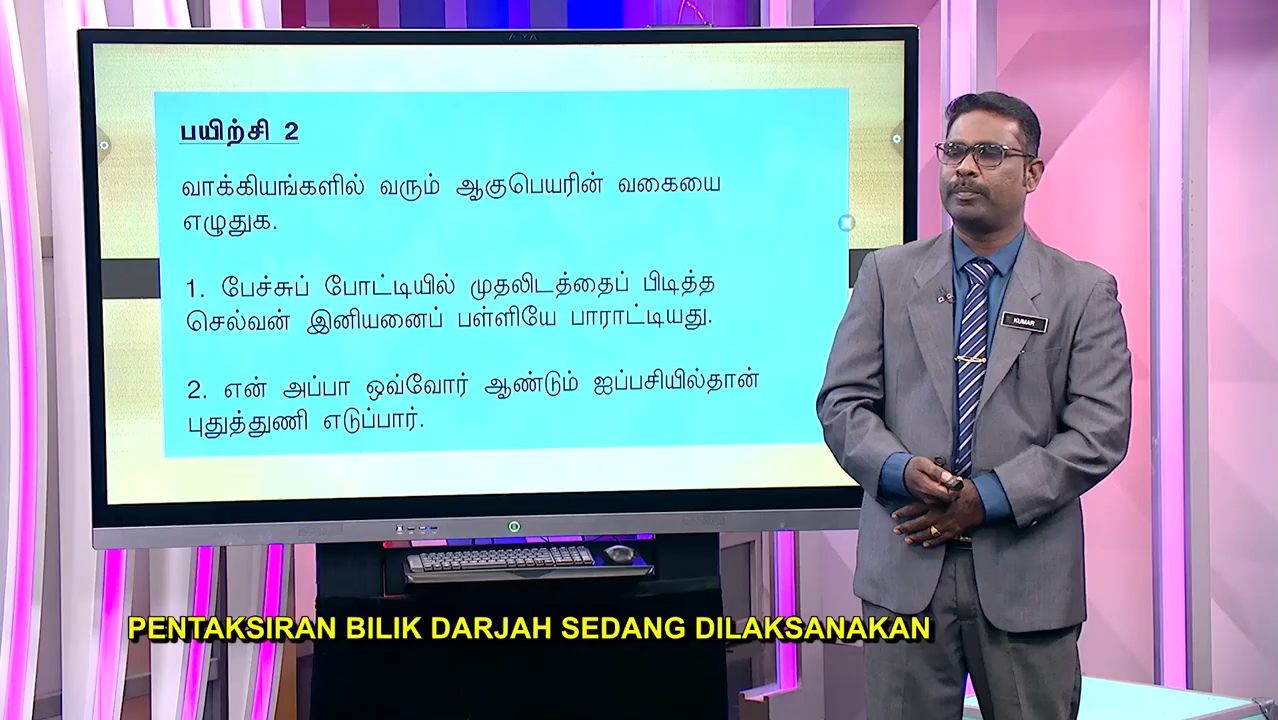 பயிற்சி 2
வாக்கியங்களில் வரும் ஆகுபெயரின் வகையை
எழுதுக.
1. பேச்சுப் போட்டியில் முதலிடத்தைப் பிடித்த
செல்வன் இனியனைப் பள்ளியே பாராட்டியது.
2. என் அப்பா ஒவ்வோர் ஆண்டும் ஐப்பசியில்தான்
புதுத்துணி எடுப்பார்.
KUMAR
PENTAKSIRAN BILIK DARJAH SEDANG DILAKSANAKAN